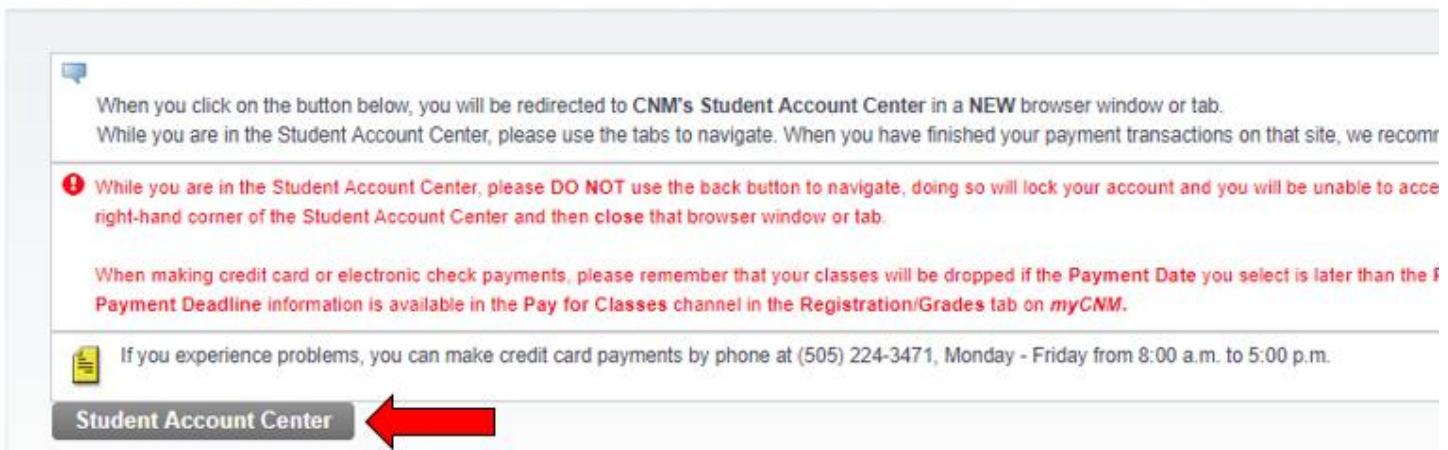 When you click on the button below, you will be redirected to CNM's Student Account Center in a NEW browser window or tab.
While you are in the Student Account Center, please use the tabs to navigate. When you have finished your payment transactions on that site, we
While you are in the Student Account Center, please DO NOT use the back button to navigate, doing so will lock your account and you will be unable to
right-hand corner of the Student Account Center and then close that browser window or tab.
When making credit card or electronic check payments, please remember that your classes will be dropped if the Payment Date you select is later than the
Payment Deadline information is available in the Pay for Classes channel in the Registration/Grades tab on myCNM.
If you experience problems, you can make credit card payments by phone at (505) 224-3471, Monday - Friday from 8:00 a.m. to 5:00 p.m.
Student Account Center